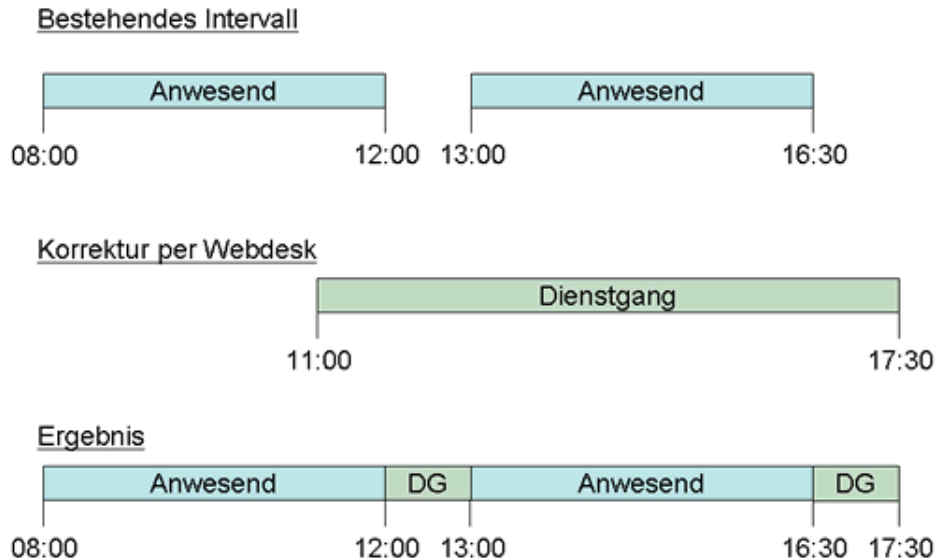 Bestehendes Intervall
Anwesend Anwesend
08:00 12:00 13:00 16:30
Korrektur per Webdesk
Dienstgang
11:00 17:30
Ergebnis
Anwesend DG Anwesend DG
08:00 12:00 13:00 16:30 17:30